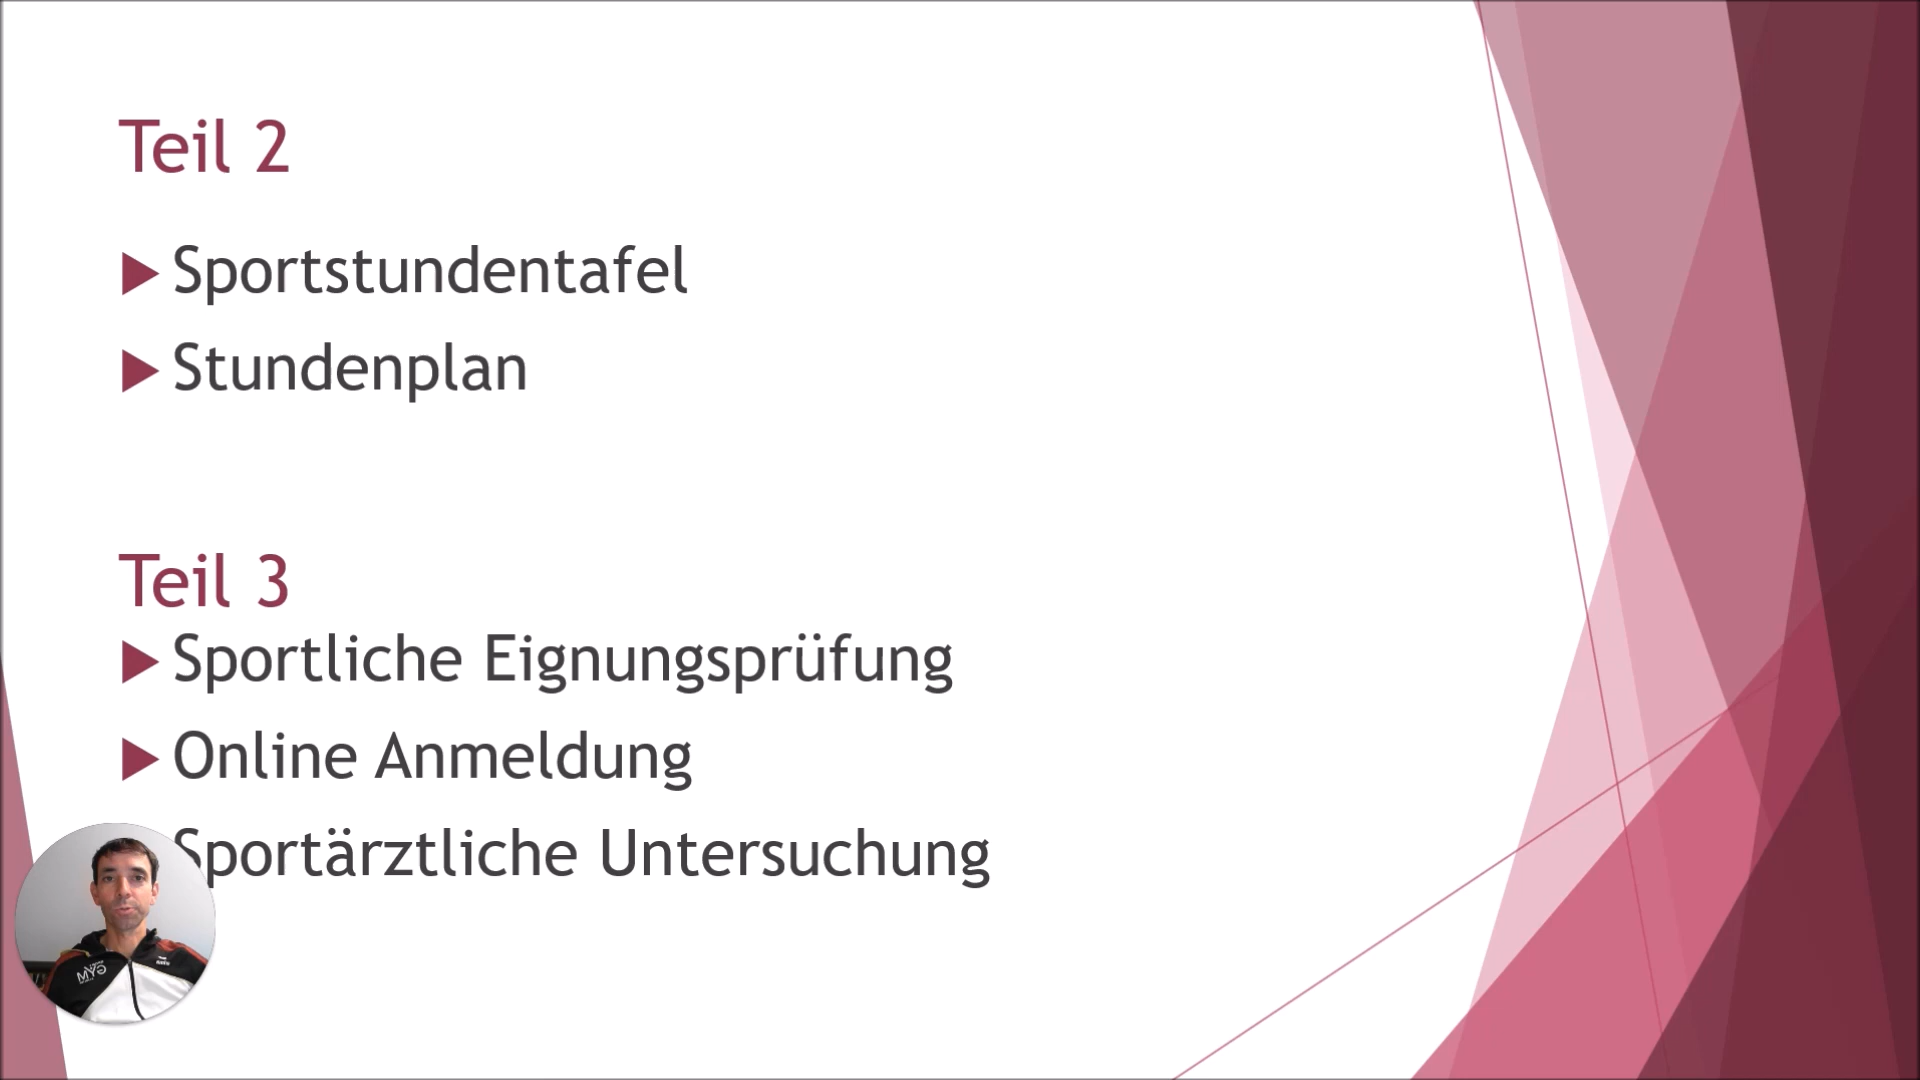 Teil 2
Sportstundentafel
Stundenplan
Teil 3
Sportliche Eignungsprüfung
Online Anmeldung
Sportärztliche Untersuchung